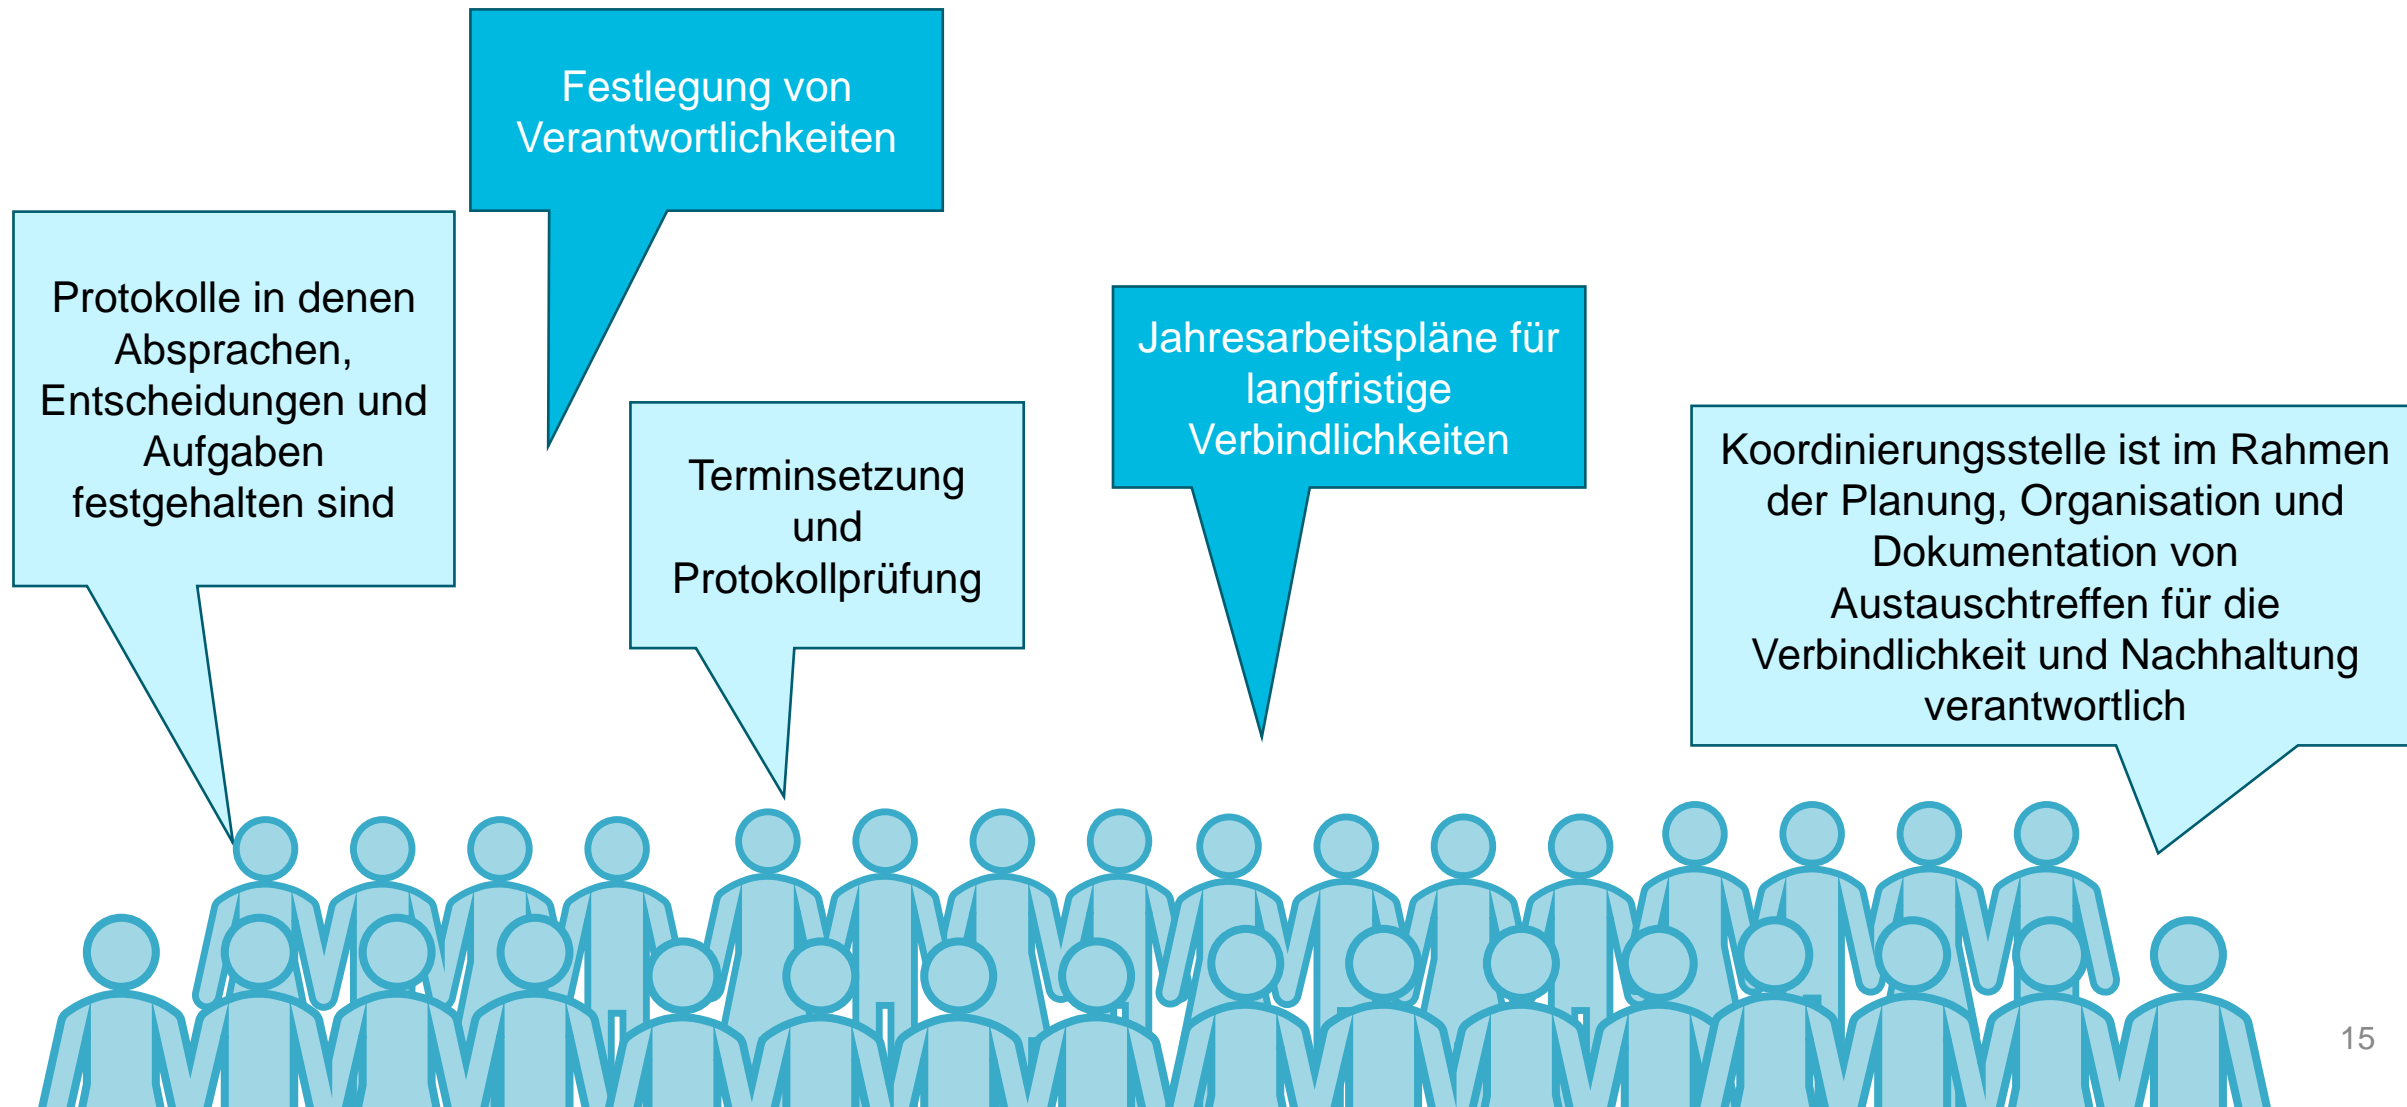 Festlegung von
Verantwortlichkeiten
Protokolle in denen
Absprachen,
Entscheidungen und
Aufgaben
festgehalten sind
Terminsetzung
und
Protokollprüfung
Jahresarbeitspläne für
langfristige
Verbindlichkeiten
Koordinierungsstelle ist im Rahmen
der Planung, Organisation und
Dokumentation von
Austauschtreffen für die
Verbindlichkeit und Nachhaltung
verantwortlich
15